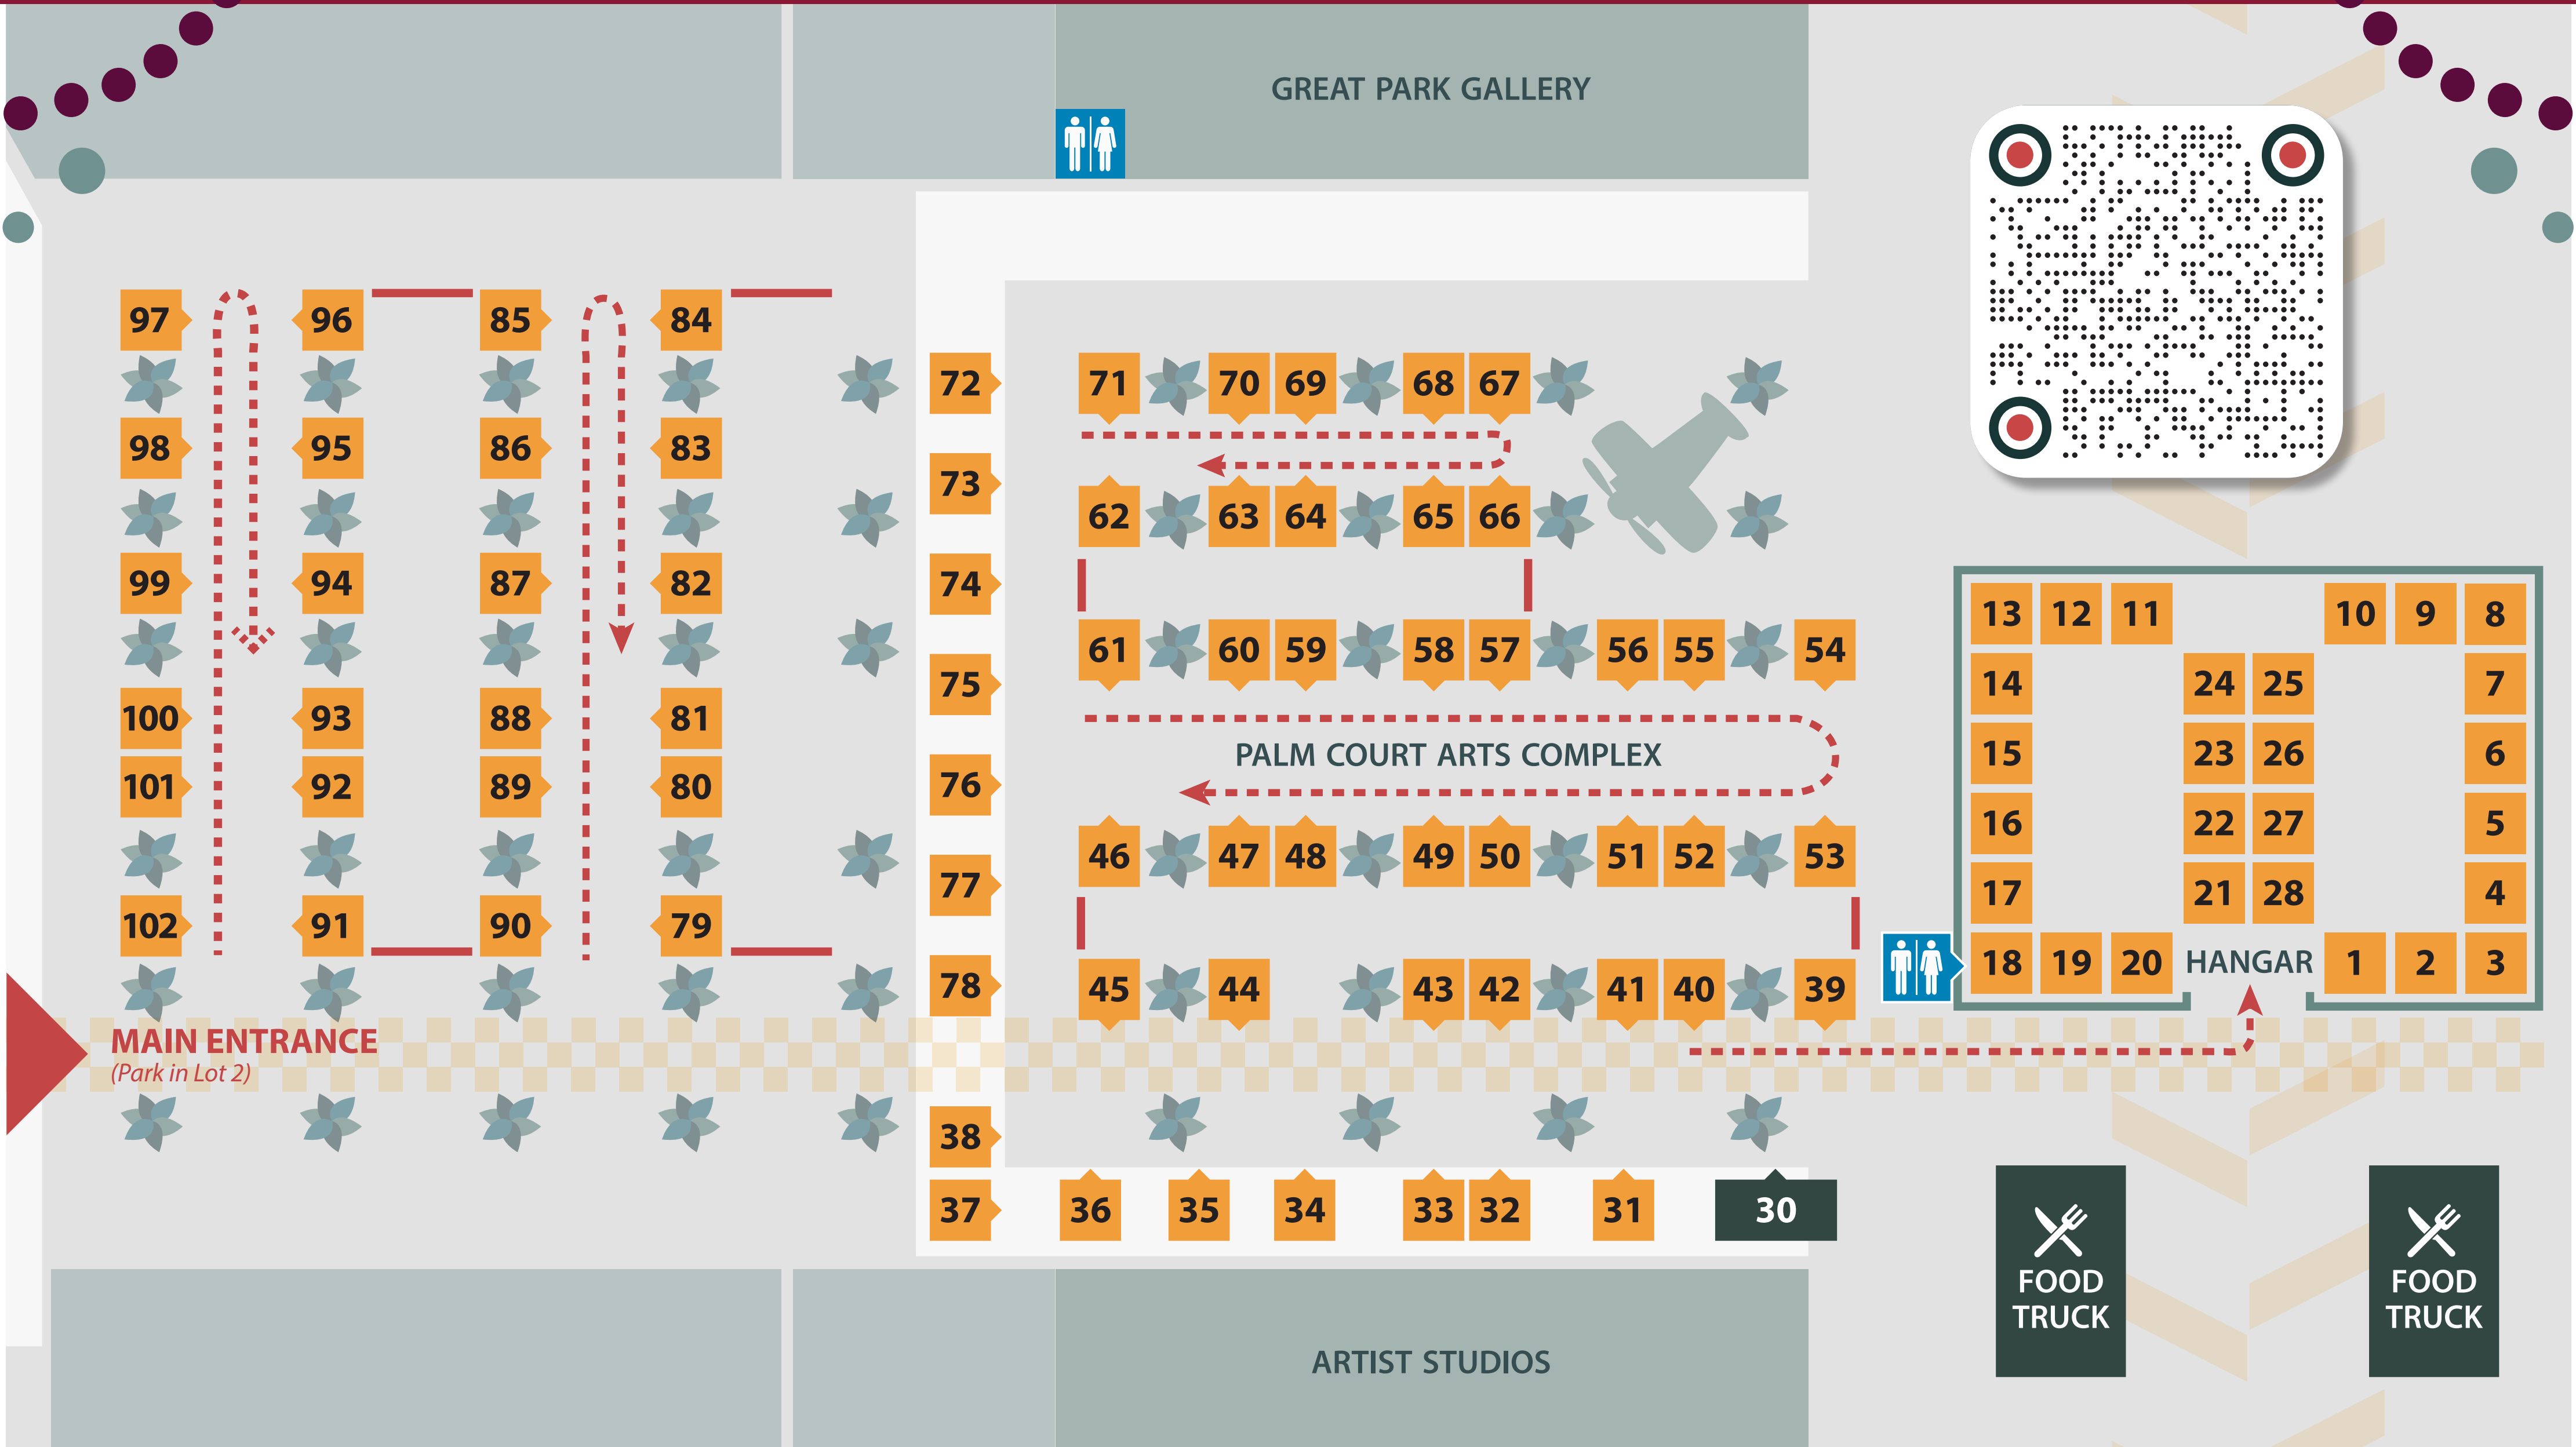 GREAT PARK GALLERY
97 96 85 84
72 71 70 69 68 67
98 95 86 83
73
62 63 64 65 66
99 94 87 82
74
13 12 11 10 9 8
61 60 59 58 57 56 55 54
75
14 24 25 7
100 93 88 81
PALM COURT ARTS COMPLEX
15 23 26 6
101 92 89 80
76
16 22 27 5
46 47 48 49 50 51 52 53
77
17 21 28 4
102 91 90 79
18 19 20 HANGAR 1 2 3
78 45 44 43 42 41 40 39
MAIN ENTRANCE
(Park in Lot 2)
38
37 36 35 34 33 32 31 30
FOOD
TRUCK
FOOD
TRUCK
ARTIST STUDIOS